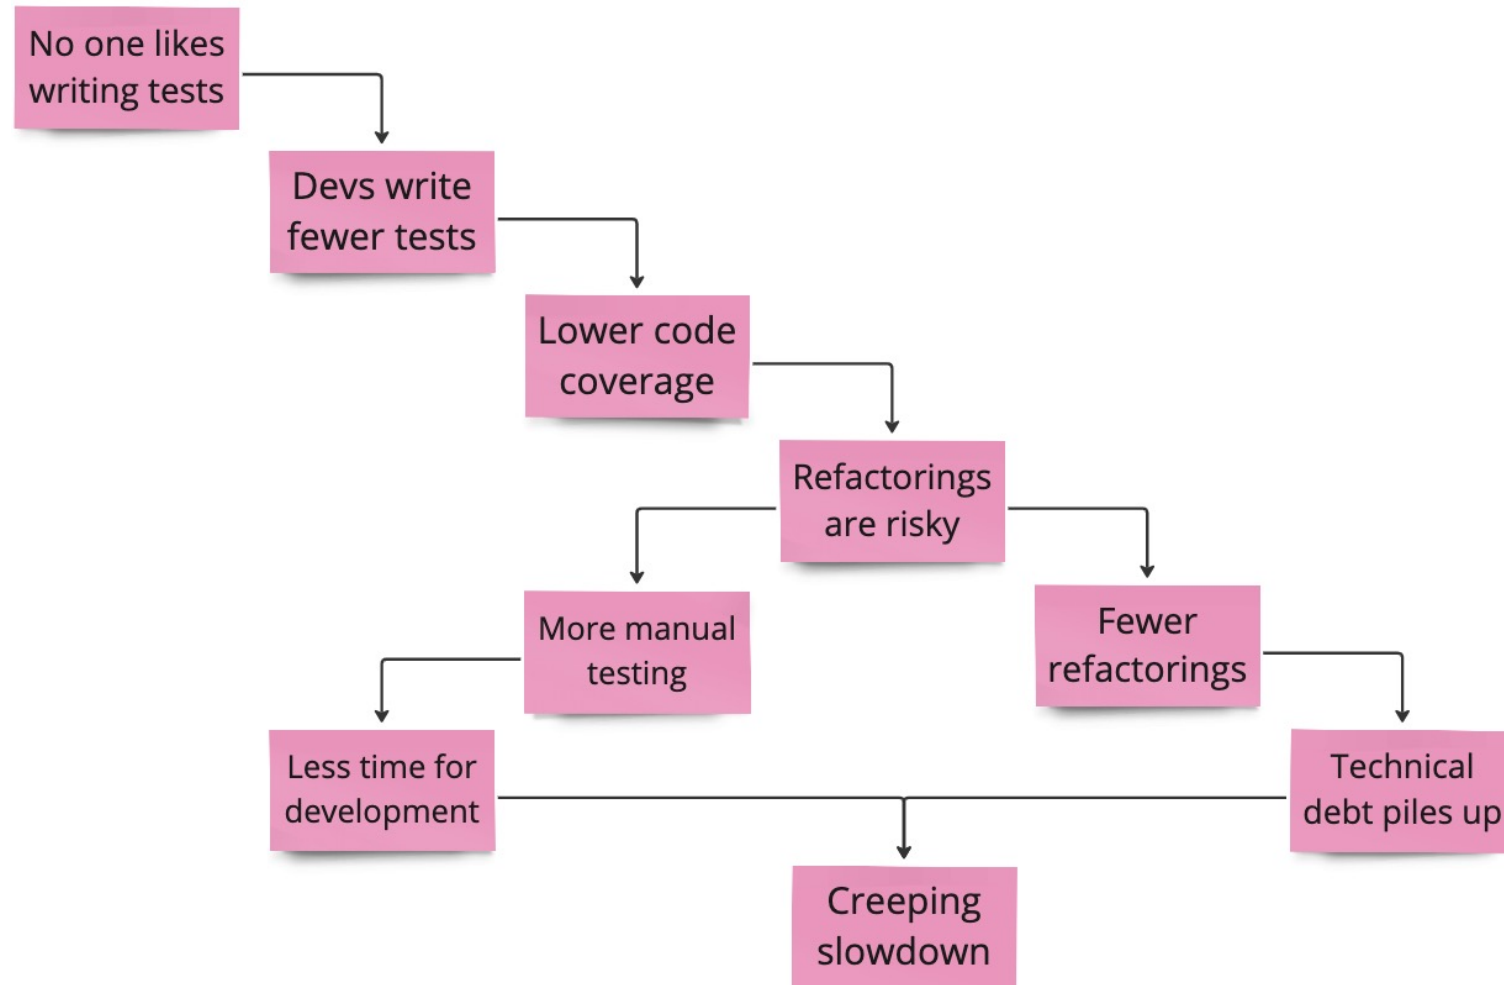 No one likes
writing tests
Devs write
fewer tests
Lower code
coverage
Refactorings
are risky
More manual
testing
Fewer
refactorings
Less time for
development
Technical
debt piles up
Creeping
slowdown